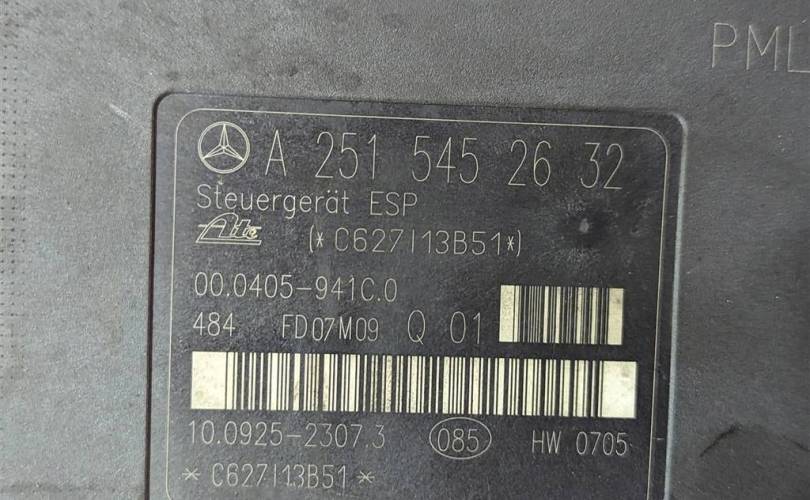 PML
A 251 545 26 32
Steuergerät ESP
Ate (*C627I13B51*)
00.0405-941C.0
484 FD07M09 Q 01
10.0925-2307.3 085 HW 0705
*C627I13B51*